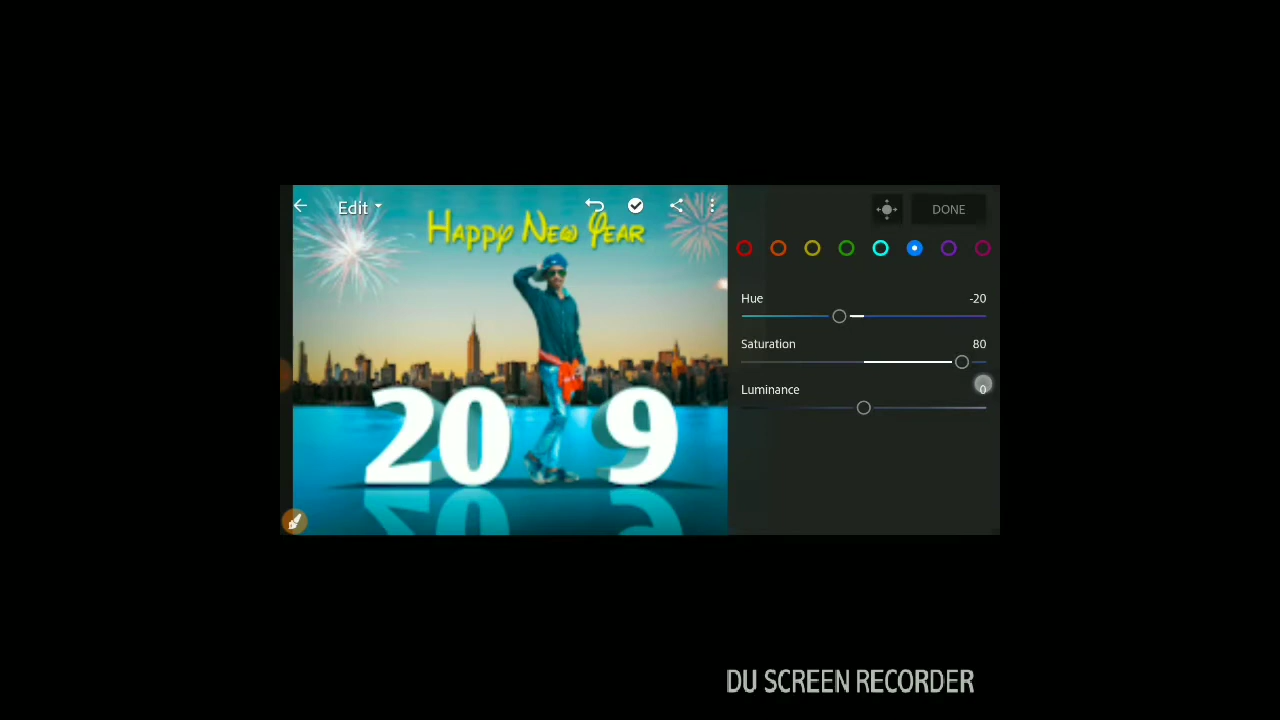 Edit
DONE
Happy New Year
Hue -20
Saturation 80
Luminance 0
20 9
DU SCREEN RECORDER